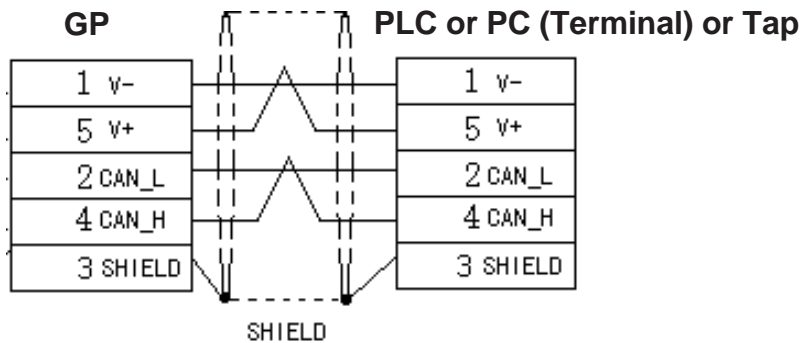 GP PLC or PC (Terminal) or Tap
1 V- 1 V-
5 V+ 5 V+
2 CAN_L 2 CAN_L
4 CAN_H 4 CAN_H
3 SHIELD 3 SHIELD
SHIELD